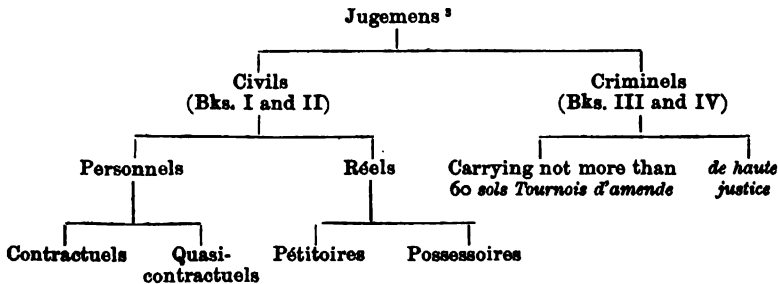 Jugemens ³
Civils
(Bks. I and II)
Criminels
(Bks. III and IV)
Personnels
Réels
Carrying not more than
60 sols Tournois d'amende
de haute
justice
Contractuels
Quasi-
contractuels
Pétitoires
Possessoires